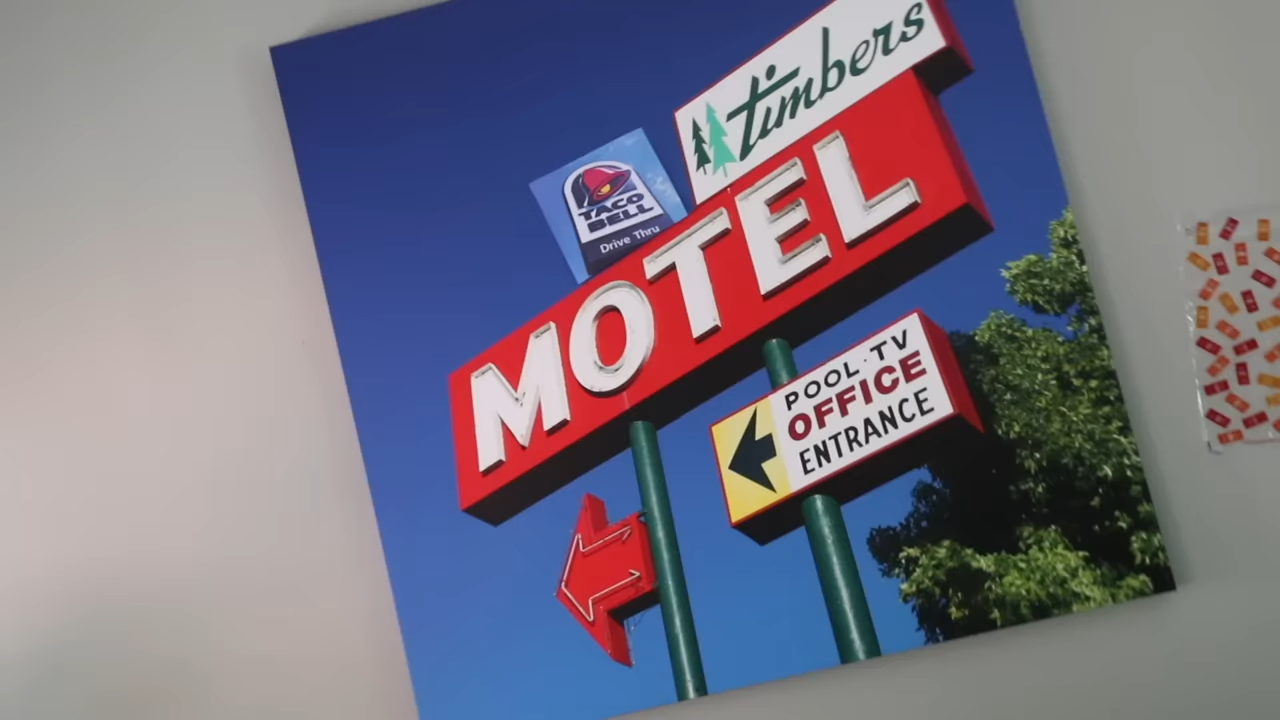 timbers
TACO
BELL
Drive Thru
MOTEL
POOL·TV
OFFICE
ENTRANCE